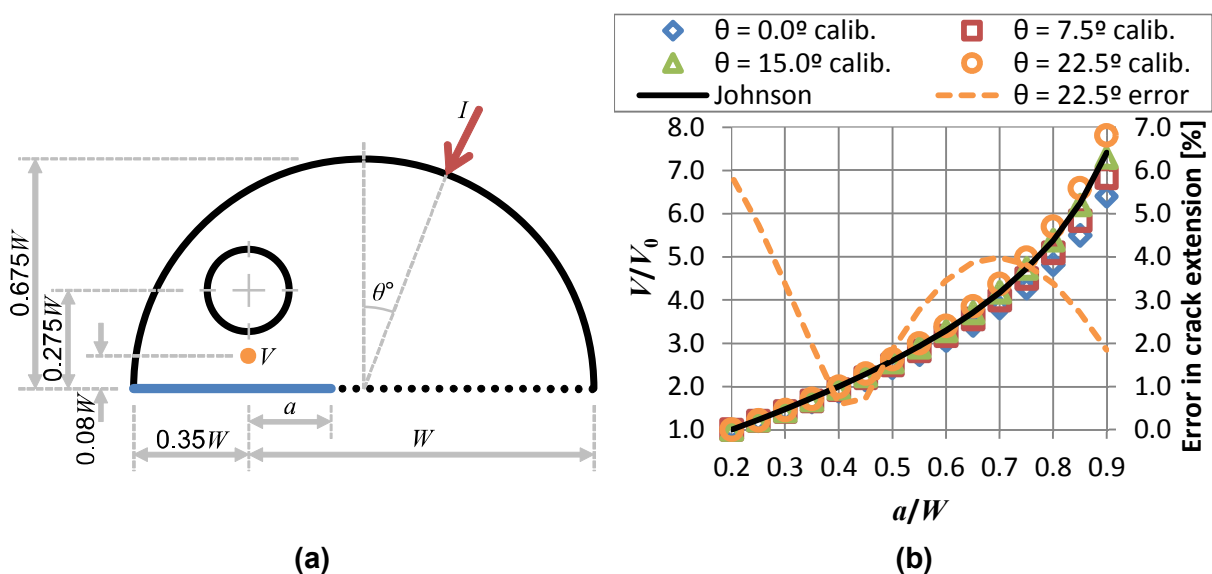 I
θ°
V
a
0.675W
0.275W
0.08W
0.35W
W
(a)
θ = 0.0º calib.
θ = 7.5º calib.
θ = 15.0º calib.
θ = 22.5º calib.
Johnson
θ = 22.5º error
V/V0
8.0
7.0
6.0
5.0
4.0
3.0
2.0
1.0
7.0
6.0
5.0
4.0
3.0
2.0
1.0
0.0
Error in crack extension [%]
0.2 0.3 0.4 0.5 0.6 0.7 0.8 0.9
a/W
(b)